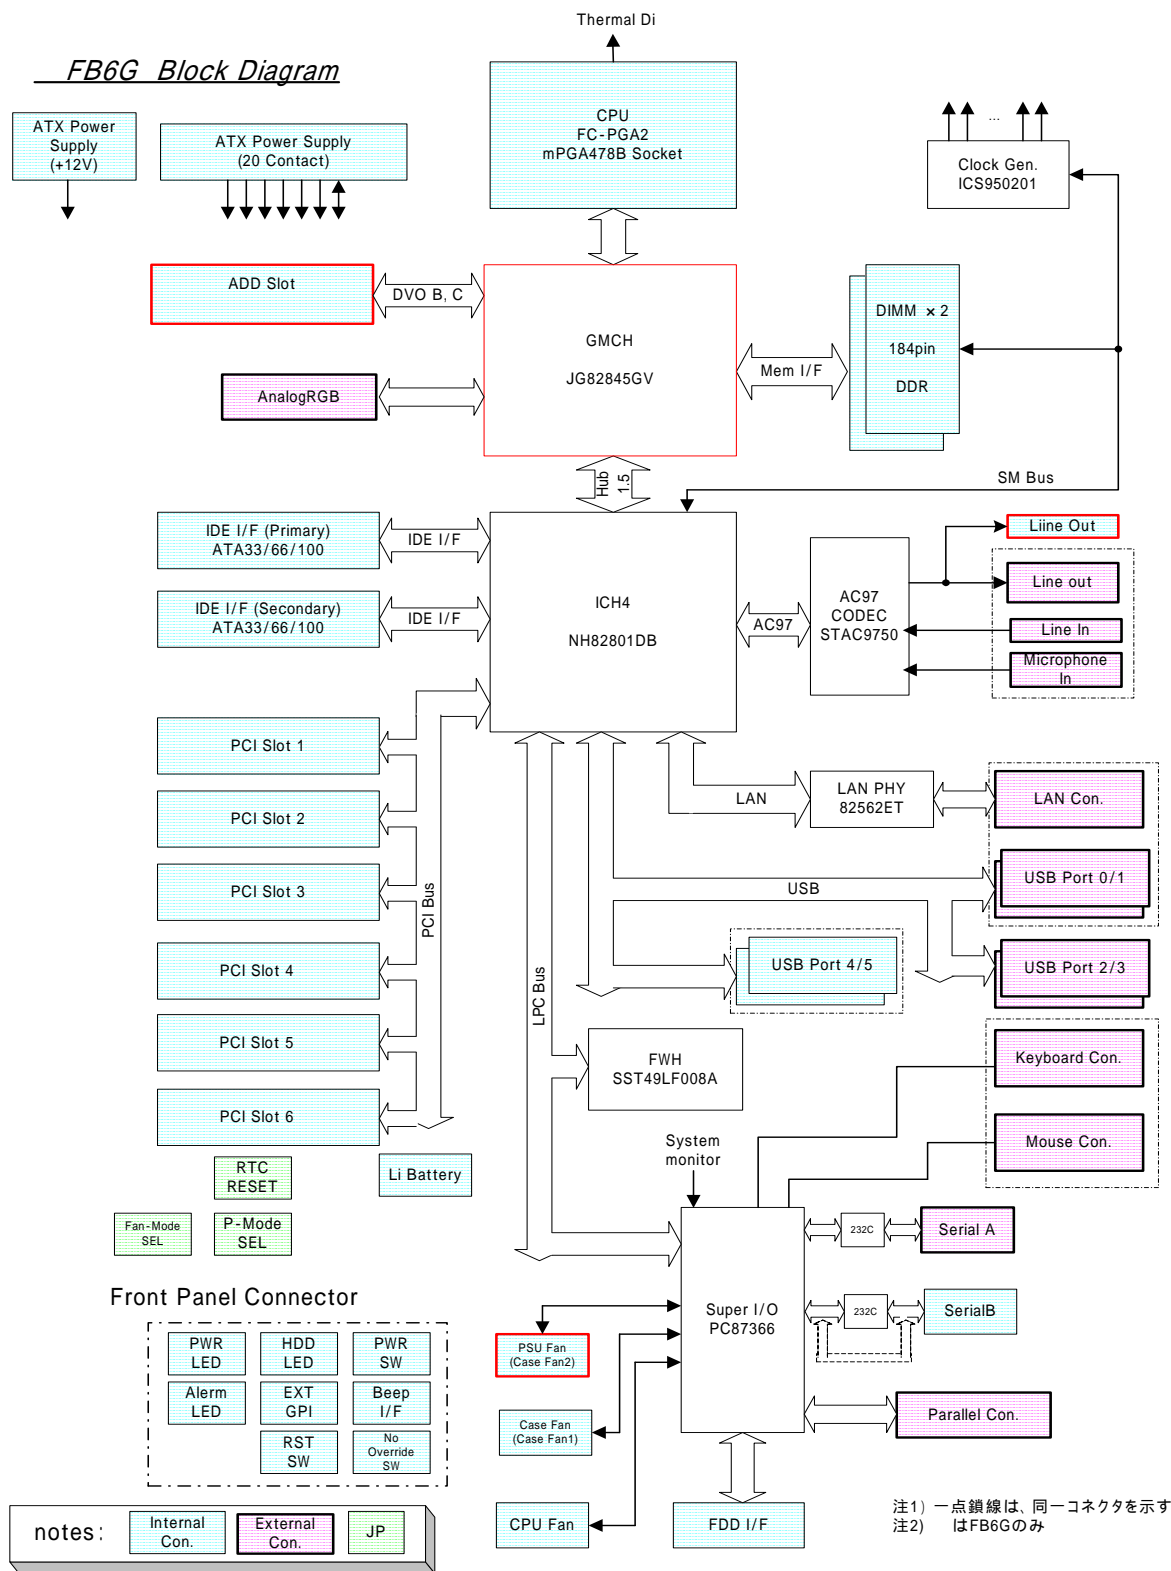 Thermal Di
FB6G Block Diagram
ATX Power
Supply
(+12V)
ATX Power Supply
(20 Contact)
CPU
FC-PGA2
mPGA478B Socket
...
Clock Gen.
ICS950201
ADD Slot
DVO B, C
GMCH
JG82845GV
Mem I/F
DIMM × 2
184pin
DDR
AnalogRGB
Hub
1.5
SM Bus
IDE I/F (Primary)
ATA33/66/100
IDE I/F
IDE I/F (Secondary)
ATA33/66/100
IDE I/F
ICH4
NH82801DB
AC97
AC97
CODEC
STAC9750
Liine Out
Line out
Line In
Microphone
In
PCI Slot 1
PCI Slot 2
PCI Slot 3
PCI Slot 4
PCI Slot 5
PCI Slot 6
PCI Bus
LPC Bus
LAN
LAN PHY
82562ET
LAN Con.
USB
USB Port 0/1
USB Port 4/5
USB Port 2/3
FWH
SST49LF008A
Keyboard Con.
Mouse Con.
System
monitor
RTC
RESET
Li Battery
Fan-Mode
SEL
P-Mode
SEL
Super I/O
PC87366
232C
Serial A
232C
SerialB
Parallel Con.
Front Panel Connector
PWR
LED
HDD
LED
PWR
SW
Alerm
LED
EXT
GPI
Beep
I/F
RST
SW
No
Override
SW
PSU Fan
(Case Fan2)
Case Fan
(Case Fan1)
CPU Fan
FDD I/F
notes:
Internal
Con.
External
Con.
JP
注1) 一点鎖線は、同一コネクタを示す
注2) はFB6Gのみ